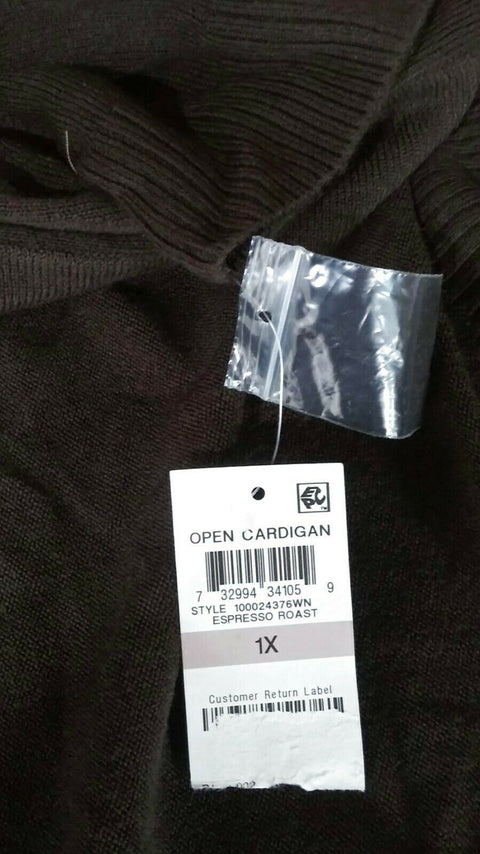 OPEN CARDIGAN
7 32994 34105 9
STYLE 100024376WN
ESPRESSO ROAST
1X
Customer Return Label